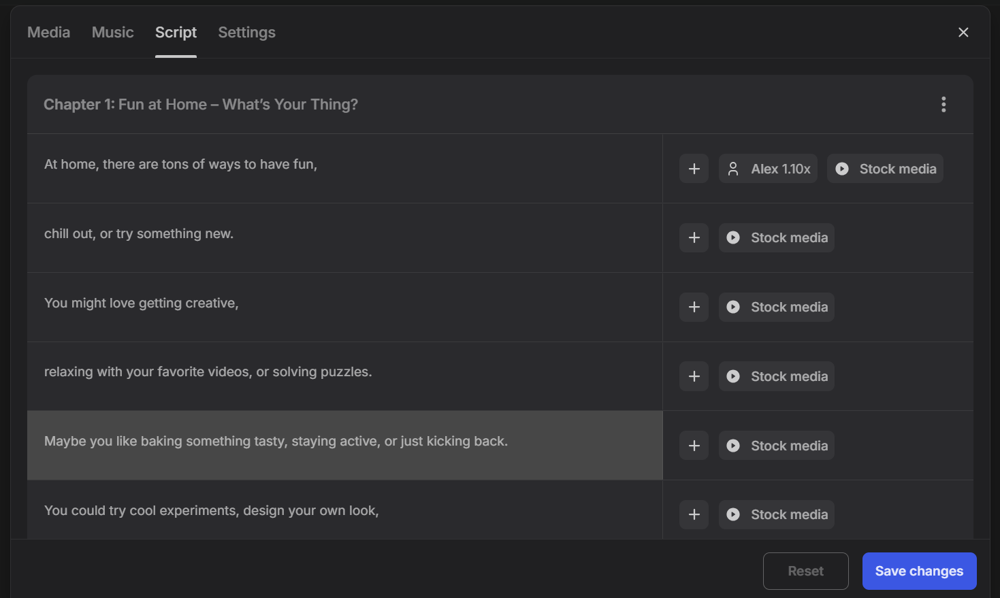 Media Music Script Settings
Chapter 1: Fun at Home – What's Your Thing?
At home, there are tons of ways to have fun,
Alex 1.10x Stock media
chill out, or try something new.
Stock media
You might love getting creative,
Stock media
relaxing with your favorite videos, or solving puzzles.
Stock media
Maybe you like baking something tasty, staying active, or just kicking back.
Stock media
You could try cool experiments, design your own look,
Stock media
Reset Save changes